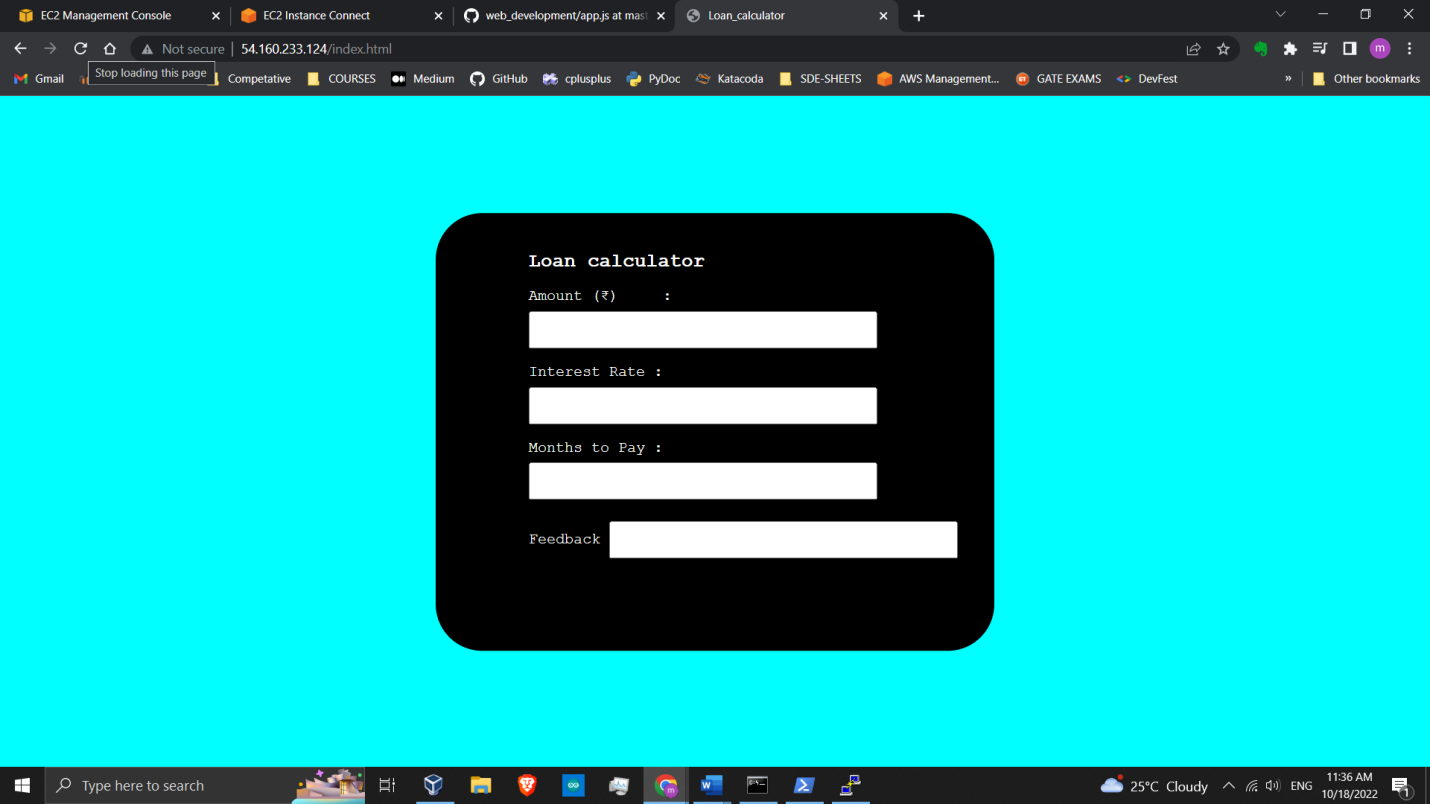 EC2 Management Console
EC2 Instance Connect
web_development/app.js at mast
Loan_calculator
Not secure | 54.160.233.124/index.html
m
Stop loading this page
Gmail
Competative
COURSES
Medium
GitHub
cplusplus
PyDoc
Katacoda
SDE-SHEETS
AWS Management...
GATE EXAMS
DevFest
»
Other bookmarks
Loan calculator
Amount (₹) :
Interest Rate :
Months to Pay :
Feedback
Type here to search
25°C Cloudy
ENG
11:36 AM
10/18/2022
1